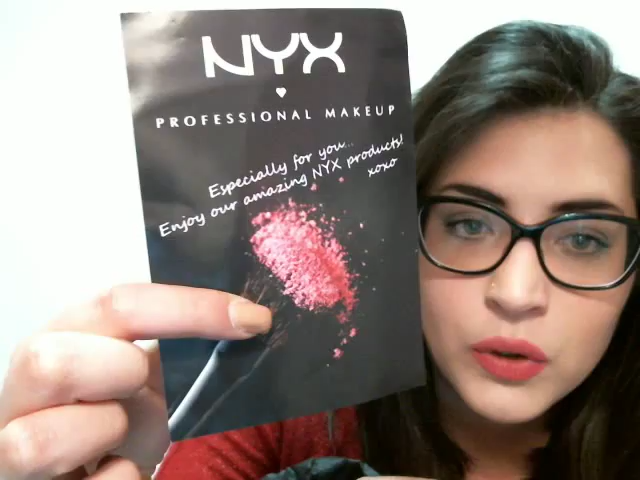 NYX
PROFESSIONAL MAKEUP
Especially for you...
Enjoy our amazing NYX products!
xoxo